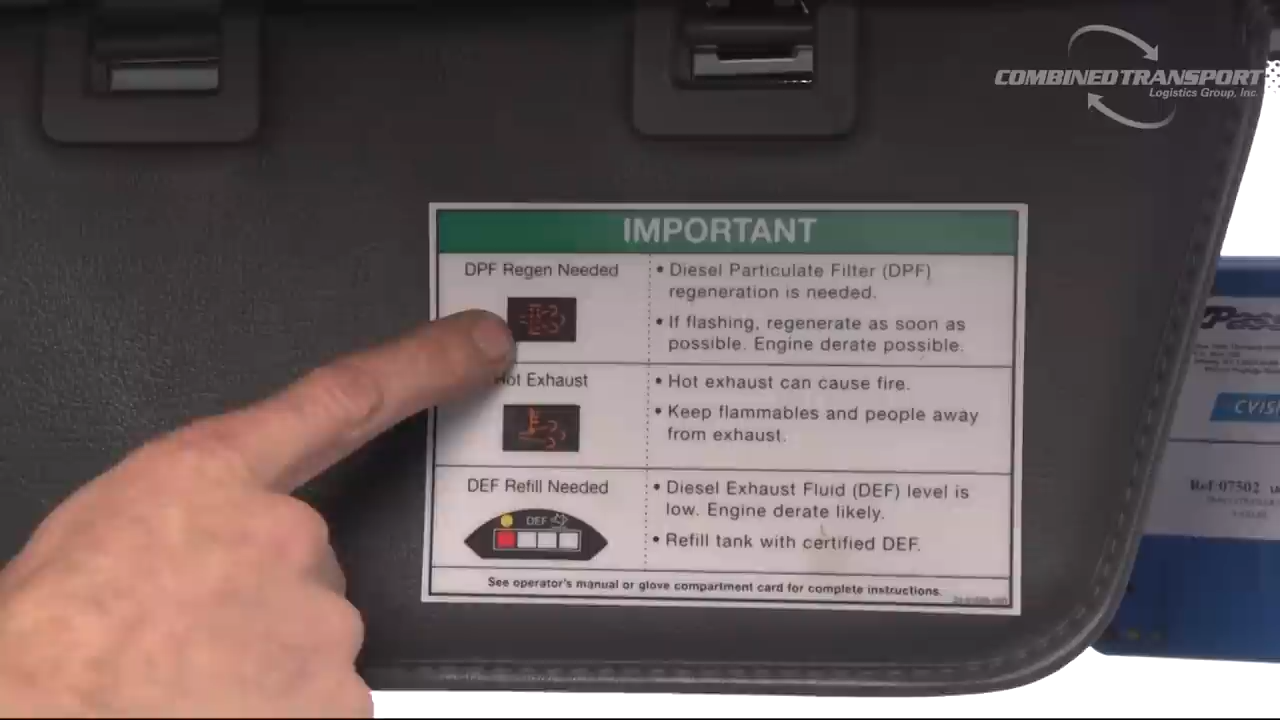 COMBINED TRANSPORT
Logistics Group, Inc.
IMPORTANT
DPF Regen Needed
• Diesel Particulate Filter (DPF)
regeneration is needed.
• If flashing, regenerate as soon as
possible. Engine derate possible.
Hot Exhaust
• Hot exhaust can cause fire.
• Keep flammables and people away
from exhaust.
DEF Refill Needed
DEF
• Diesel Exhaust Fluid (DEF) level is
low. Engine derate likely.
• Refill tank with certified DEF.
See operator's manual or glove compartment card for complete instructions.
Ref:07502